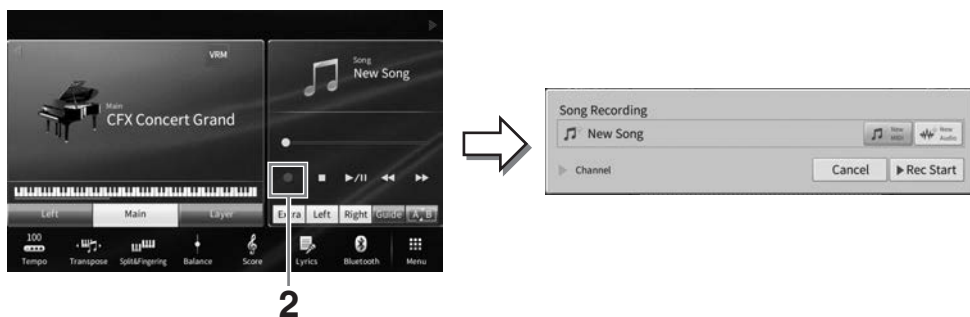 VRM
Song
New Song
Main
CFX Concert Grand
Left
Main
Layer
Extra
Left
Right
Guide
A B
100
Tempo
Transpose
Split&Fingering
Balance
Score
Lyrics
Bluetooth
Menu
2
Song Recording
New Song
New
MIDI
New
Audio
Channel
Cancel
Rec Start